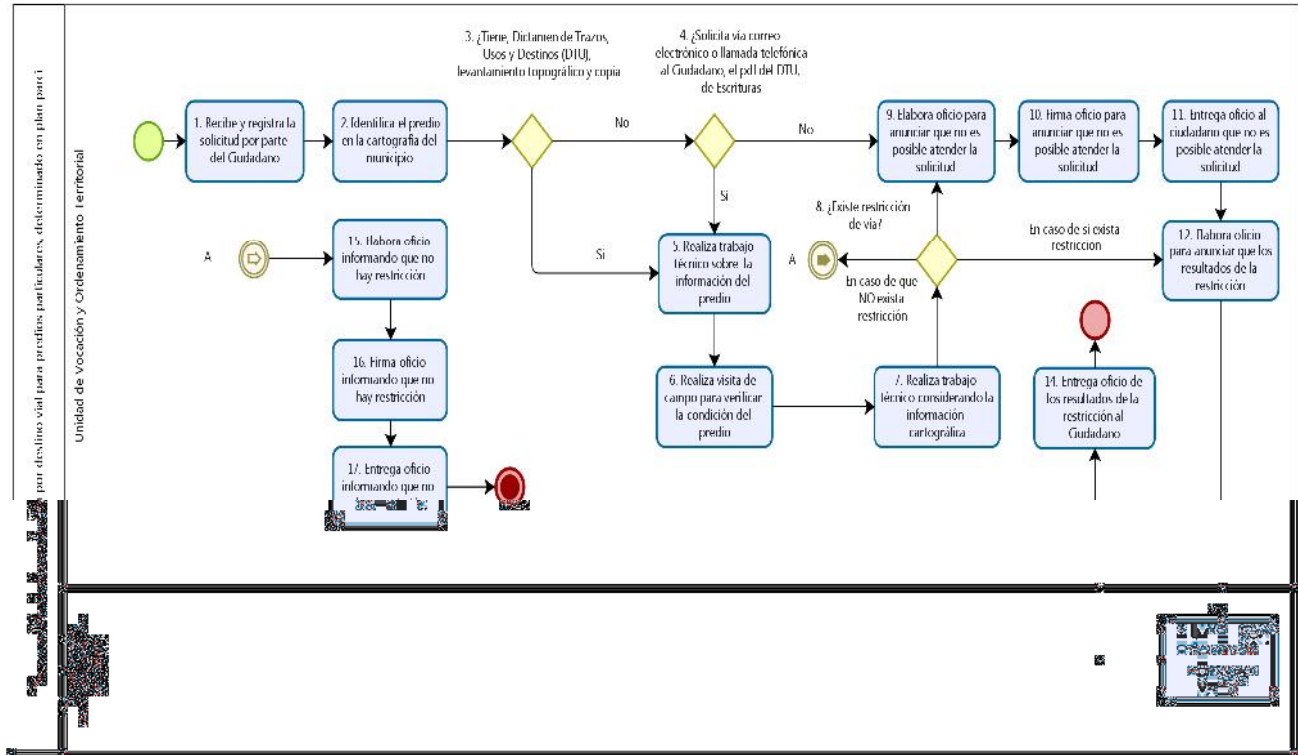 por destino vial para predios particulares, determinado en plan parci
Unidad de Vocación y Ordenamiento Territorial
3. ¿Tiene, Dictamen de Trazos,
Usos y Destinos (DTU),
levantamiento topográfico y copia
4. ¿Solicita vía correo
electrónico o llamada telefónica
al Ciudadano, el pdf del DTU,
de Escrituras
1. Recibe y registra la
solicitud por parte
del Ciudadano
2. Identifica el predio
en la cartografía del
municipio
No
No
9. Elabora oficio para
anunciar que no es
posible atender la
solicitud
10. Firma oficio para
anunciar que no es
posible atender la
solicitud
11. Entrega oficio al
ciudadano que no es
posible atender la
solicitud
Si
Si
8. ¿Existe restricción
de vía?
En caso de si exista
restricción
A
15. Elabora oficio
informando que no
hay restricción
5. Realiza trabajo
técnico sobre la
información del
predio
A
En caso de que
NO exista
restricción
12. Elabora oficio
para anunciar que los
resultados de la
restricción
16. Firma oficio
informando que no
hay restricción
6. Realiza visita de
campo para verificar
la condición del
predio
7. Realiza trabajo
técnico considerando la
información
cartográfica
14. Entrega oficio de
los resultados de la
restricción al
Ciudadano
17. Entrega oficio
informando que no